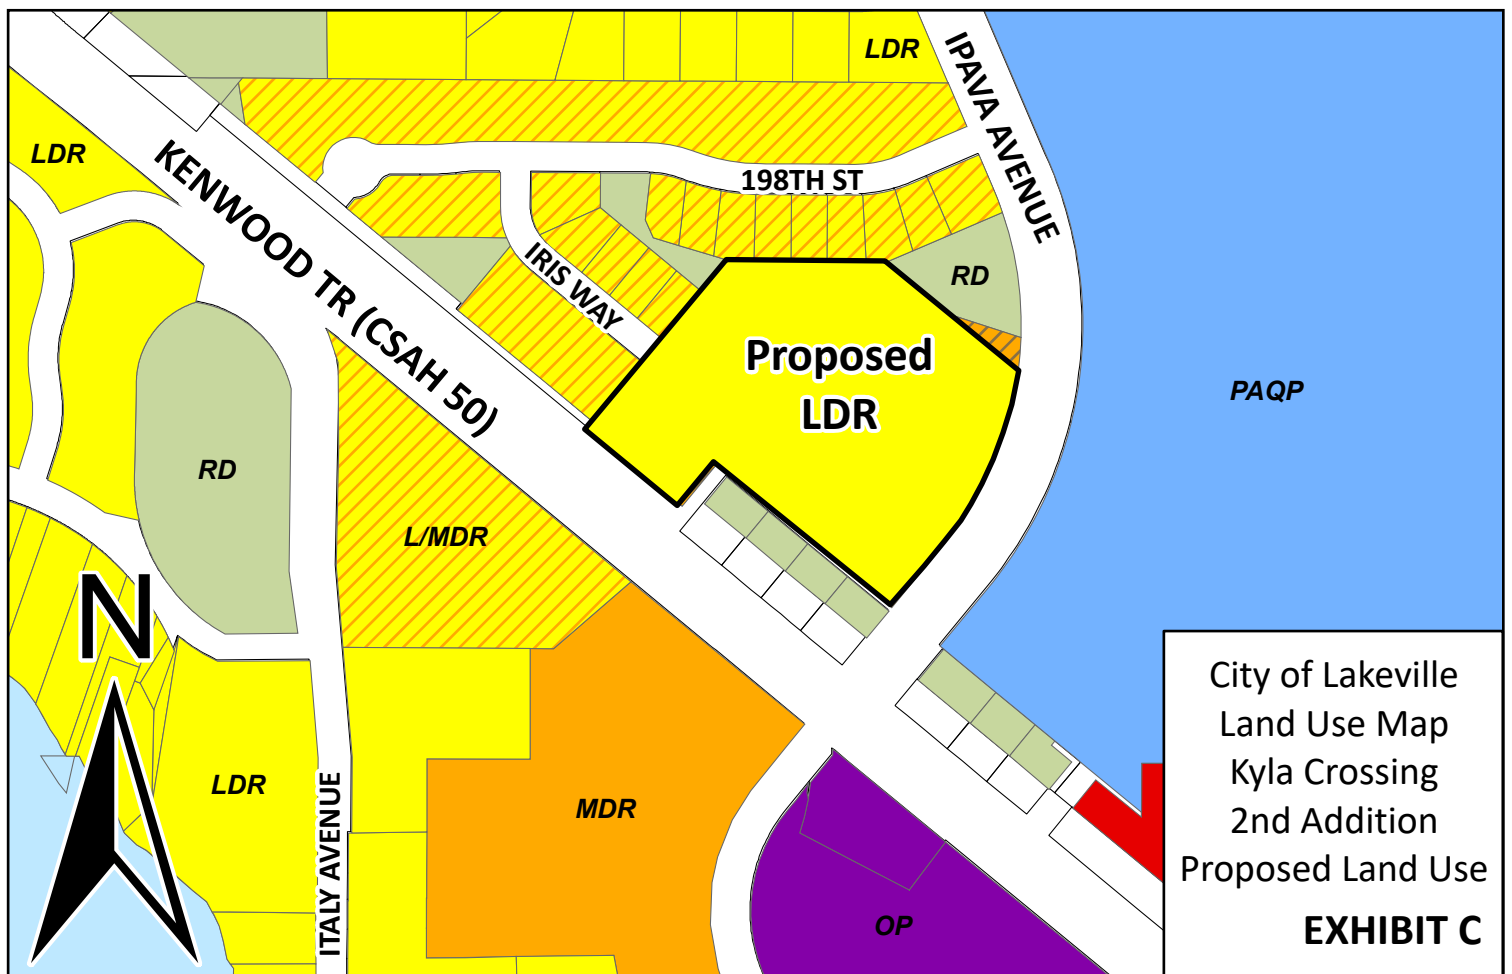 LDR
IPAVA AVENUE
LDR
KENWOOD TR (CSAH 50)
198TH ST
IRIS WAY
RD
Proposed
LDR
PAQP
RD
L/MDR
N
LDR
ITALY AVENUE
MDR
OP
City of Lakeville
Land Use Map
Kyla Crossing
2nd Addition
Proposed Land Use
EXHIBIT C